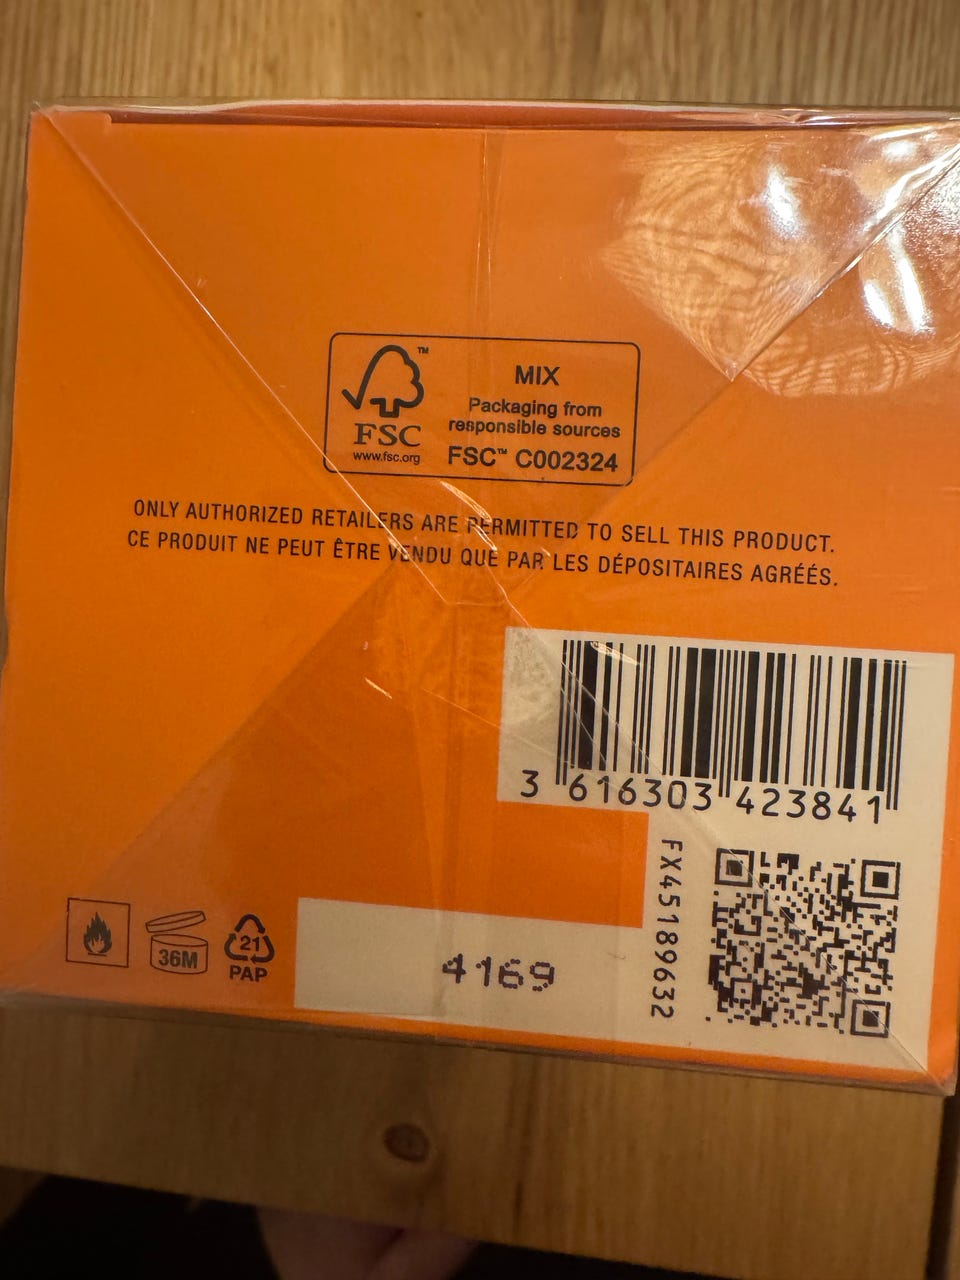 MIX
Packaging from
responsible sources
FSC™ C002324
™
FSC
www.fsc.org
ONLY AUTHORIZED RETAILERS ARE PERMITTED TO SELL THIS PRODUCT.
CE PRODUIT NE PEUT ÊTRE VENDU QUE PAR LES DÉPOSITAIRES AGRÉÉS.
3 616303 423841
FX45189632
36M
21
PAP
4169